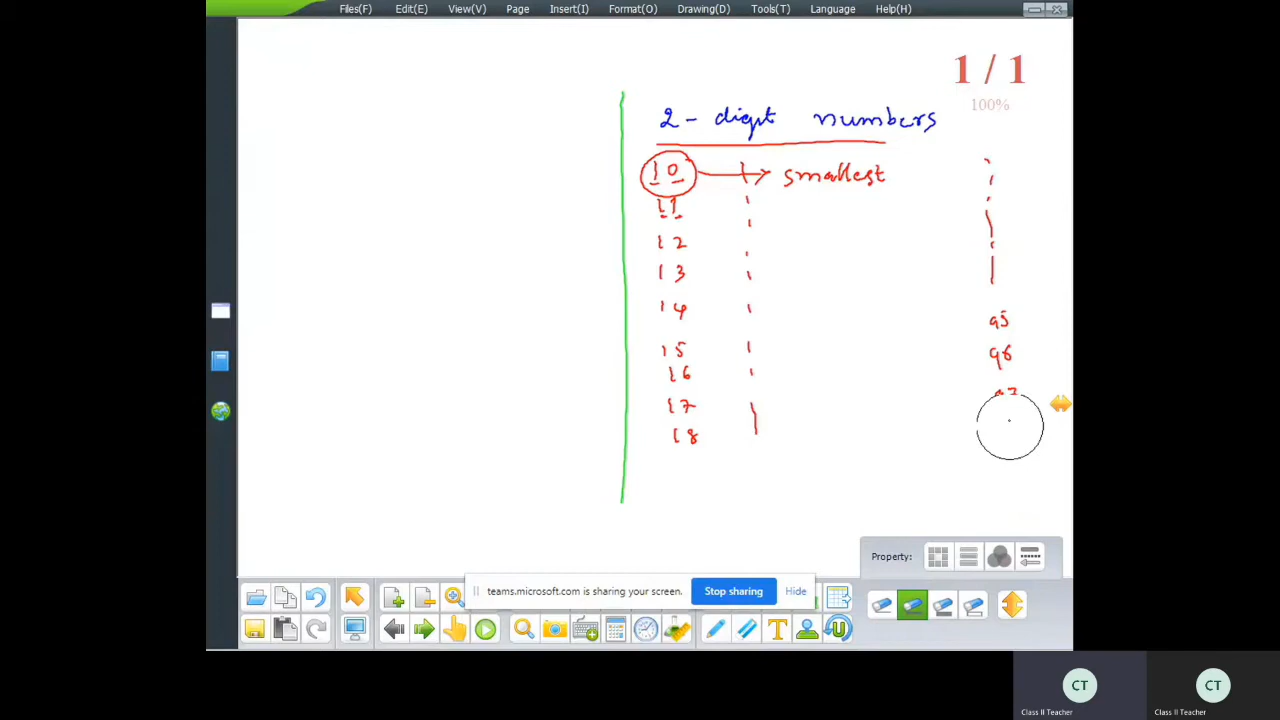 Files(F) Edit(E) View(V) Page Insert(I) Format(O) Drawing(D) Tools(T) Language Help(H)
1 / 1
100%
2 - digit numbers
10 smallest
11
12
13
14
15
16
17
18
95
96
Property:
teams.microsoft.com is sharing your screen. Stop sharing Hide
CT CT
Class II Teacher Class II Teacher